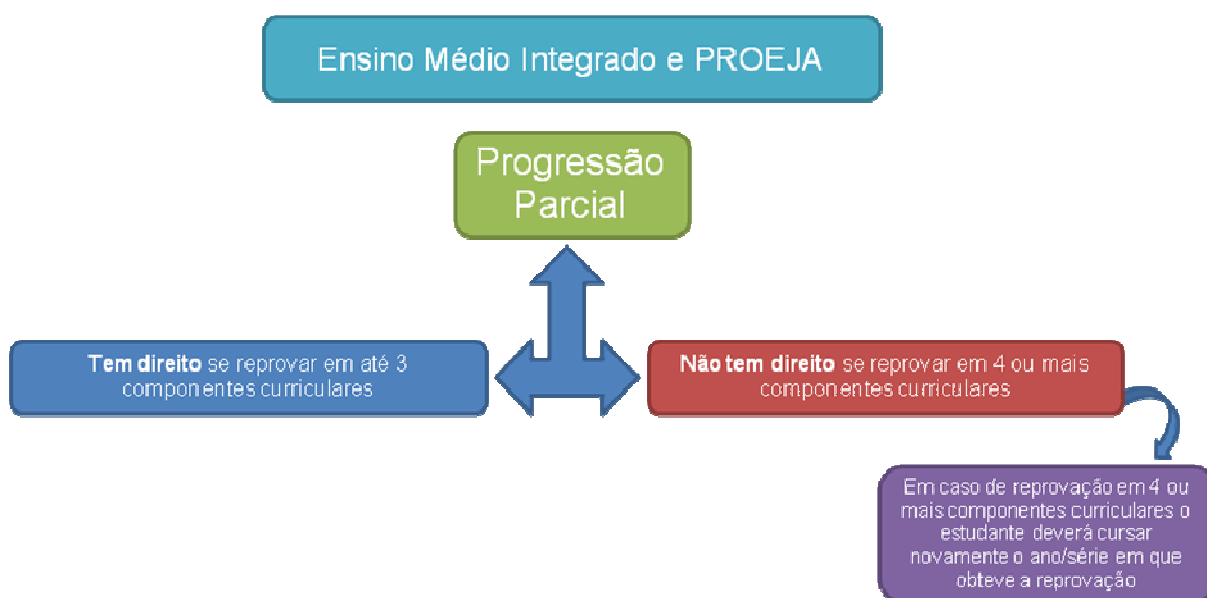 Ensino Médio Integrado e PROEJA
Progressão
Parcial
Tem direito se reprovar em até 3
componentes curriculares
Não tem direito se reprovar em 4 ou mais
componentes curriculares
Em caso de reprovação em 4 ou
mais componentes curriculares o
estudante deverá cursar
novamente o ano/série em que
obteve a reprovação